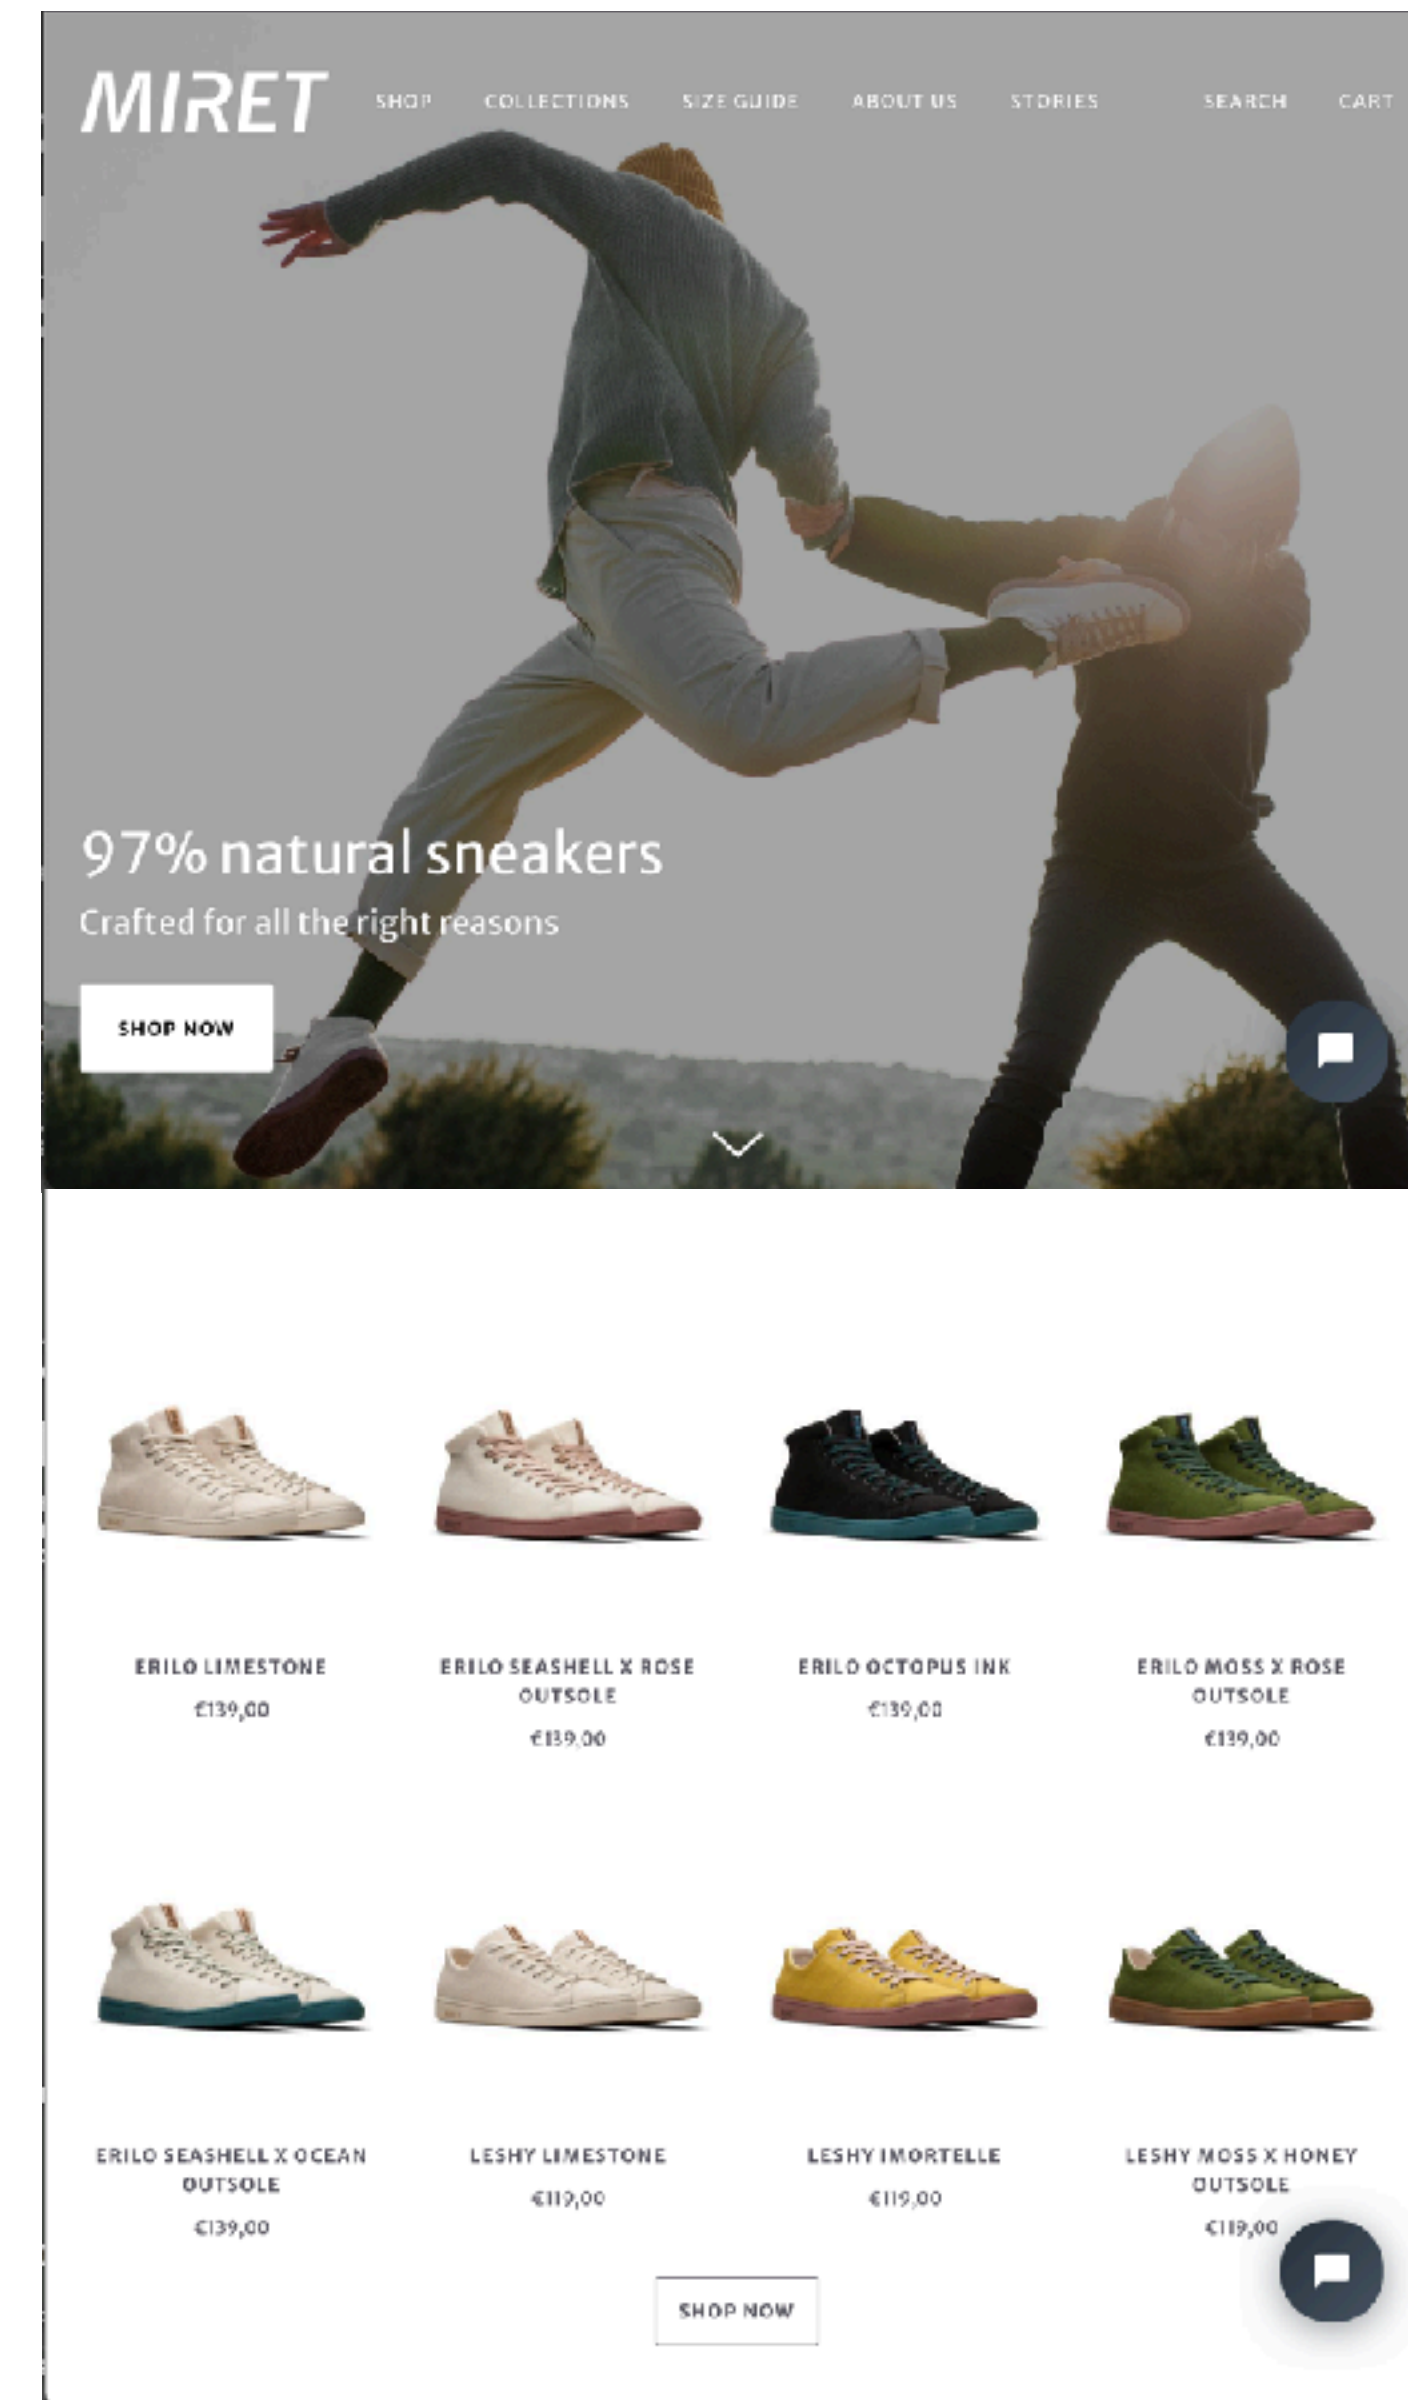 MIRET SHOP COLLECTIONS SIZE GUIDE ABOUT US STORIES SEARCH CART
97% natural sneakers
Crafted for all the right reasons
SHOP NOW
ERILO LIMESTONE
€139,00
ERILO SEASHELL X ROSE
OUTSOLE
€139,00
ERILO OCTOPUS INK
€139,00
ERILO MOSS X ROSE
OUTSOLE
€139,00
ERILO SEASHELL X OCEAN
OUTSOLE
€139,00
LESHY LIMESTONE
€119,00
LESHY IMORTELLE
€119,00
LESHY MOSS X HONEY
OUTSOLE
€119,00
SHOP NOW